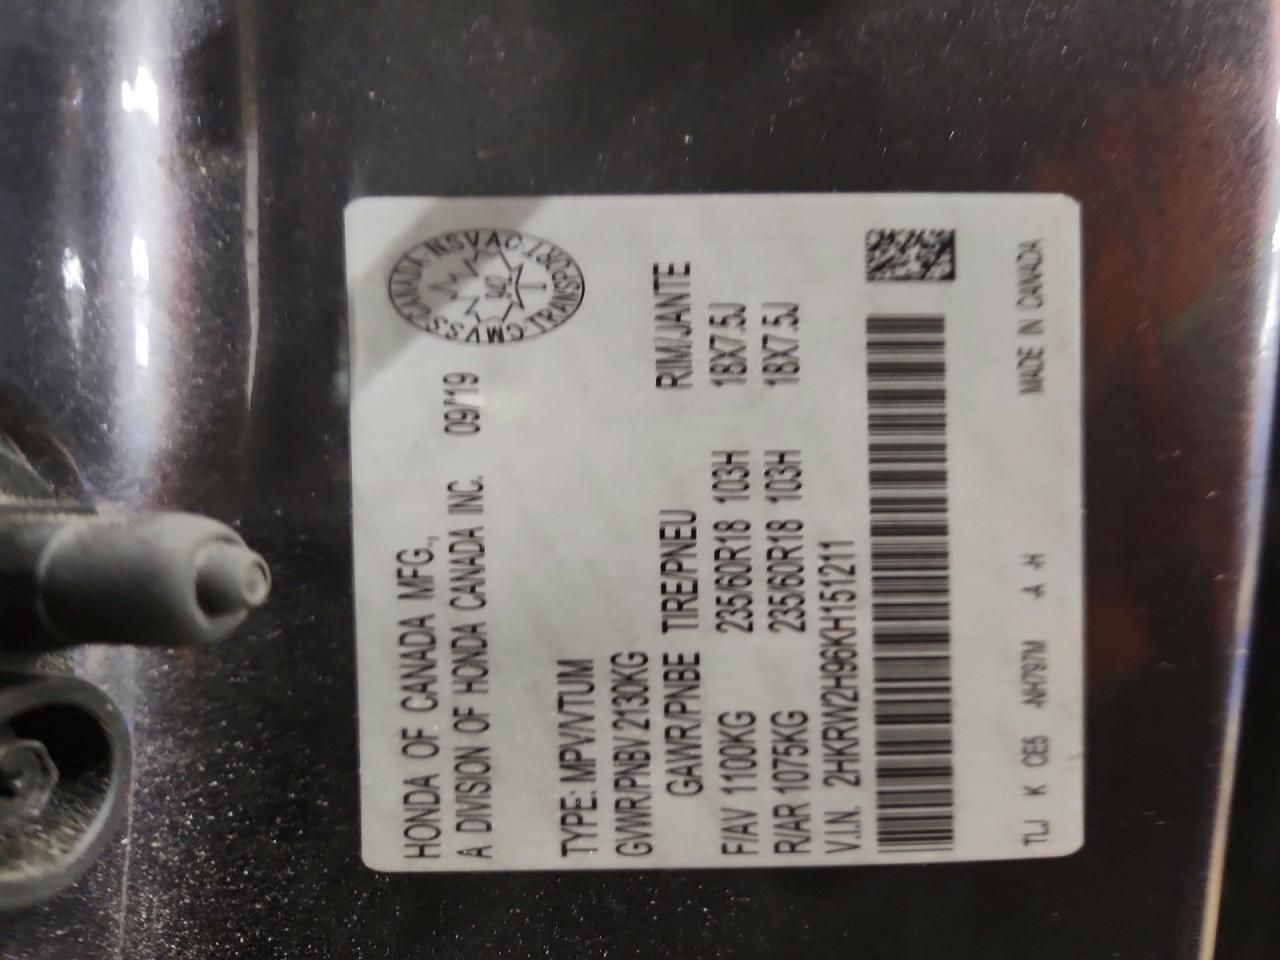 HONDA OF CANADA MFG.,
A DIVISION OF HONDA CANADA INC. 09/19
CANADA · NSVAC · TRANSPORT · CMVSS
TYPE: MPV/VTUM
GVWR/PNBV 2130KG
GAWR/PNBE TIRE/PNEU RIM/JANTE
F/AV 1100KG 235/60R18 103H 18X7.5J
R/AR 1075KG 235/60R18 103H 18X7.5J
V.I.N. 2HKRW2H96KH151211
TLJ K CE5 -NH797M -A -H MADE IN CANADA